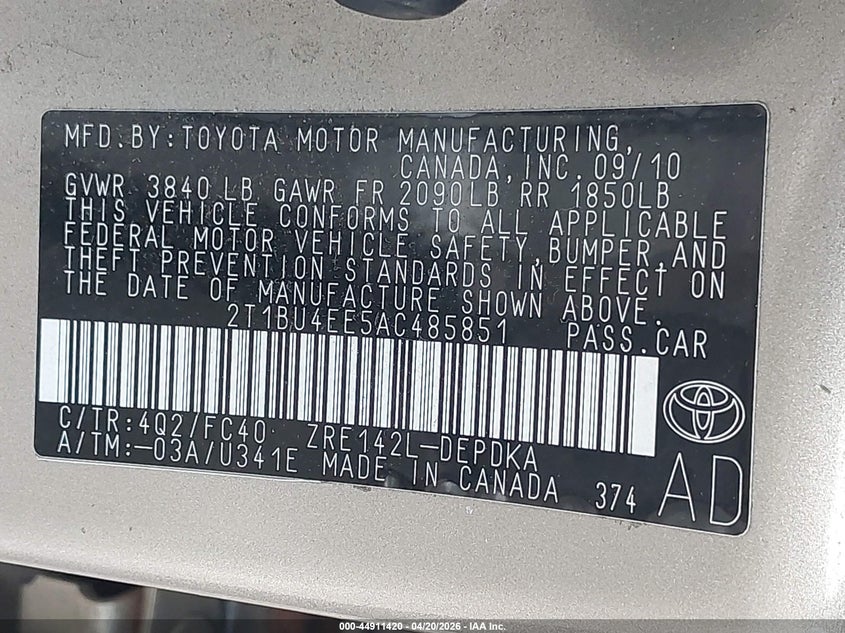 MFD. BY: TOYOTA MOTOR MANUFACTURING,
CANADA, INC. 09/10
GVWR 3840 LB GAWR FR 2090LB RR 1850LB
THIS VEHICLE CONFORMS TO ALL APPLICABLE
FEDERAL MOTOR VEHICLE SAFETY, BUMPER, AND
THEFT PREVENTION STANDARDS IN EFFECT ON
THE DATE OF MANUFACTURE SHOWN ABOVE.
2T1BU4EE5AC485851 PASS. CAR
C/TR: 4Q2/FC40 ZRE142L-DEPDKA
A/TM: -03A/U341E MADE IN CANADA 374 AD
000-44911420 - 04/20/2026 - IAA Inc.